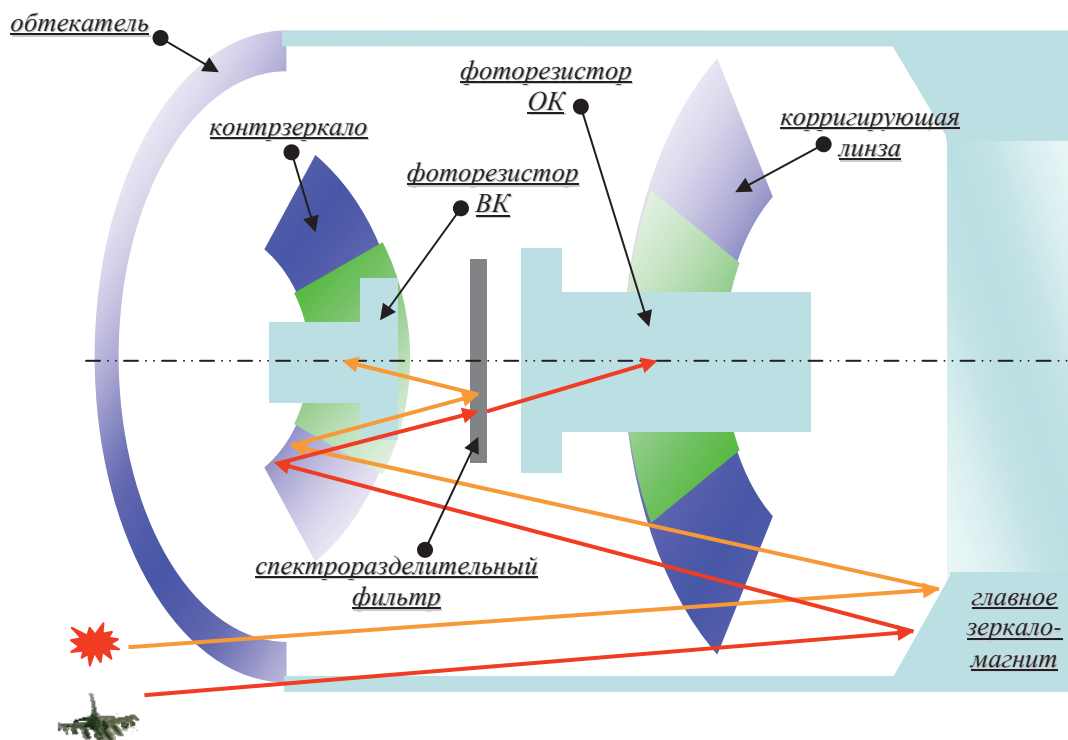 обтекатель
фоторезистор
ОК
контрзеркало
корригирующая
линза
фоторезистор
ВК
спектроразделительный
фильтр
главное
зеркало-
магнит